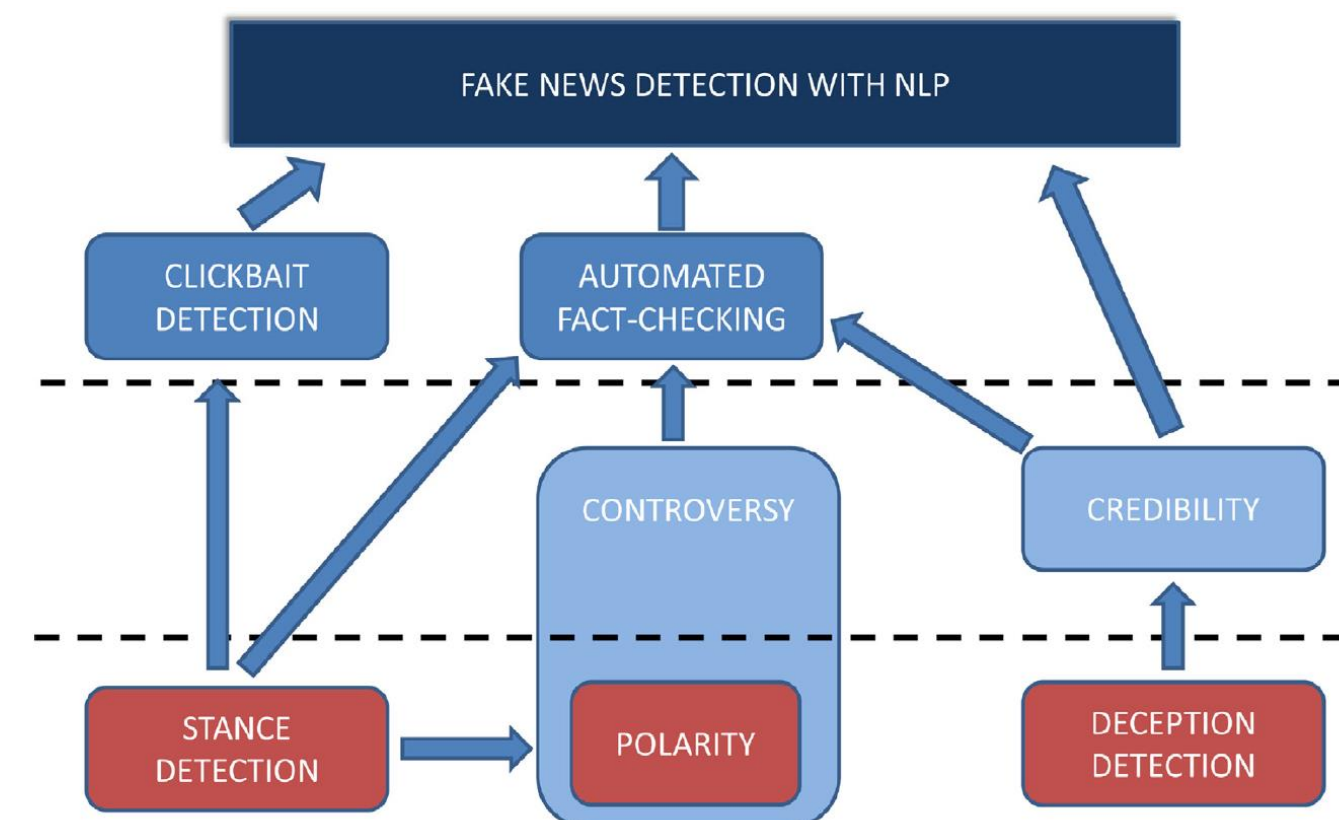 FAKE NEWS DETECTION WITH NLP
CLICKBAIT
DETECTION
AUTOMATED
FACT-CHECKING
CONTROVERSY
CREDIBILITY
STANCE
DETECTION
POLARITY
DECEPTION
DETECTION